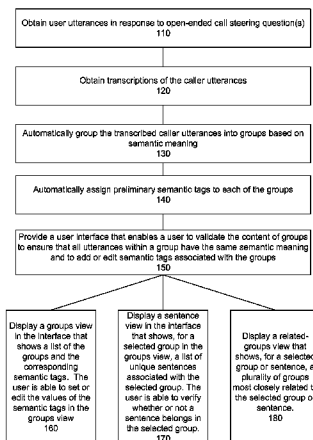 Obtain user utterances in response to open-ended call steering question(s)
110
Obtain transcriptions of the caller utterances
120
Automatically group the transcribed caller utterances into groups based on
semantic meaning
130
Automatically assign preliminary semantic tags to each of the groups
140
Provide a user interface that enables a user to validate the content of groups
to ensure that all utterances within a group have the same semantic meaning
and to add or edit semantic tags associated with the groups
150
Display a groups view
in the interface that
shows a list of the
groups and the
corresponding
semantic tags. The
user is able to set or
edit the values of the
semantic tags in the
groups view
160
Display a sentence
view in the interface
that shows, for a
selected group in the
groups view, a list of
unique sentences
associated with the
selected group. The
user is able to verify
whether or not a
sentence belongs in
the selected group.
170
Display a related-
groups view that
shows, for a selected
group or sentence, a
plurality of groups
most closely related
the selected group or
sentence.
180